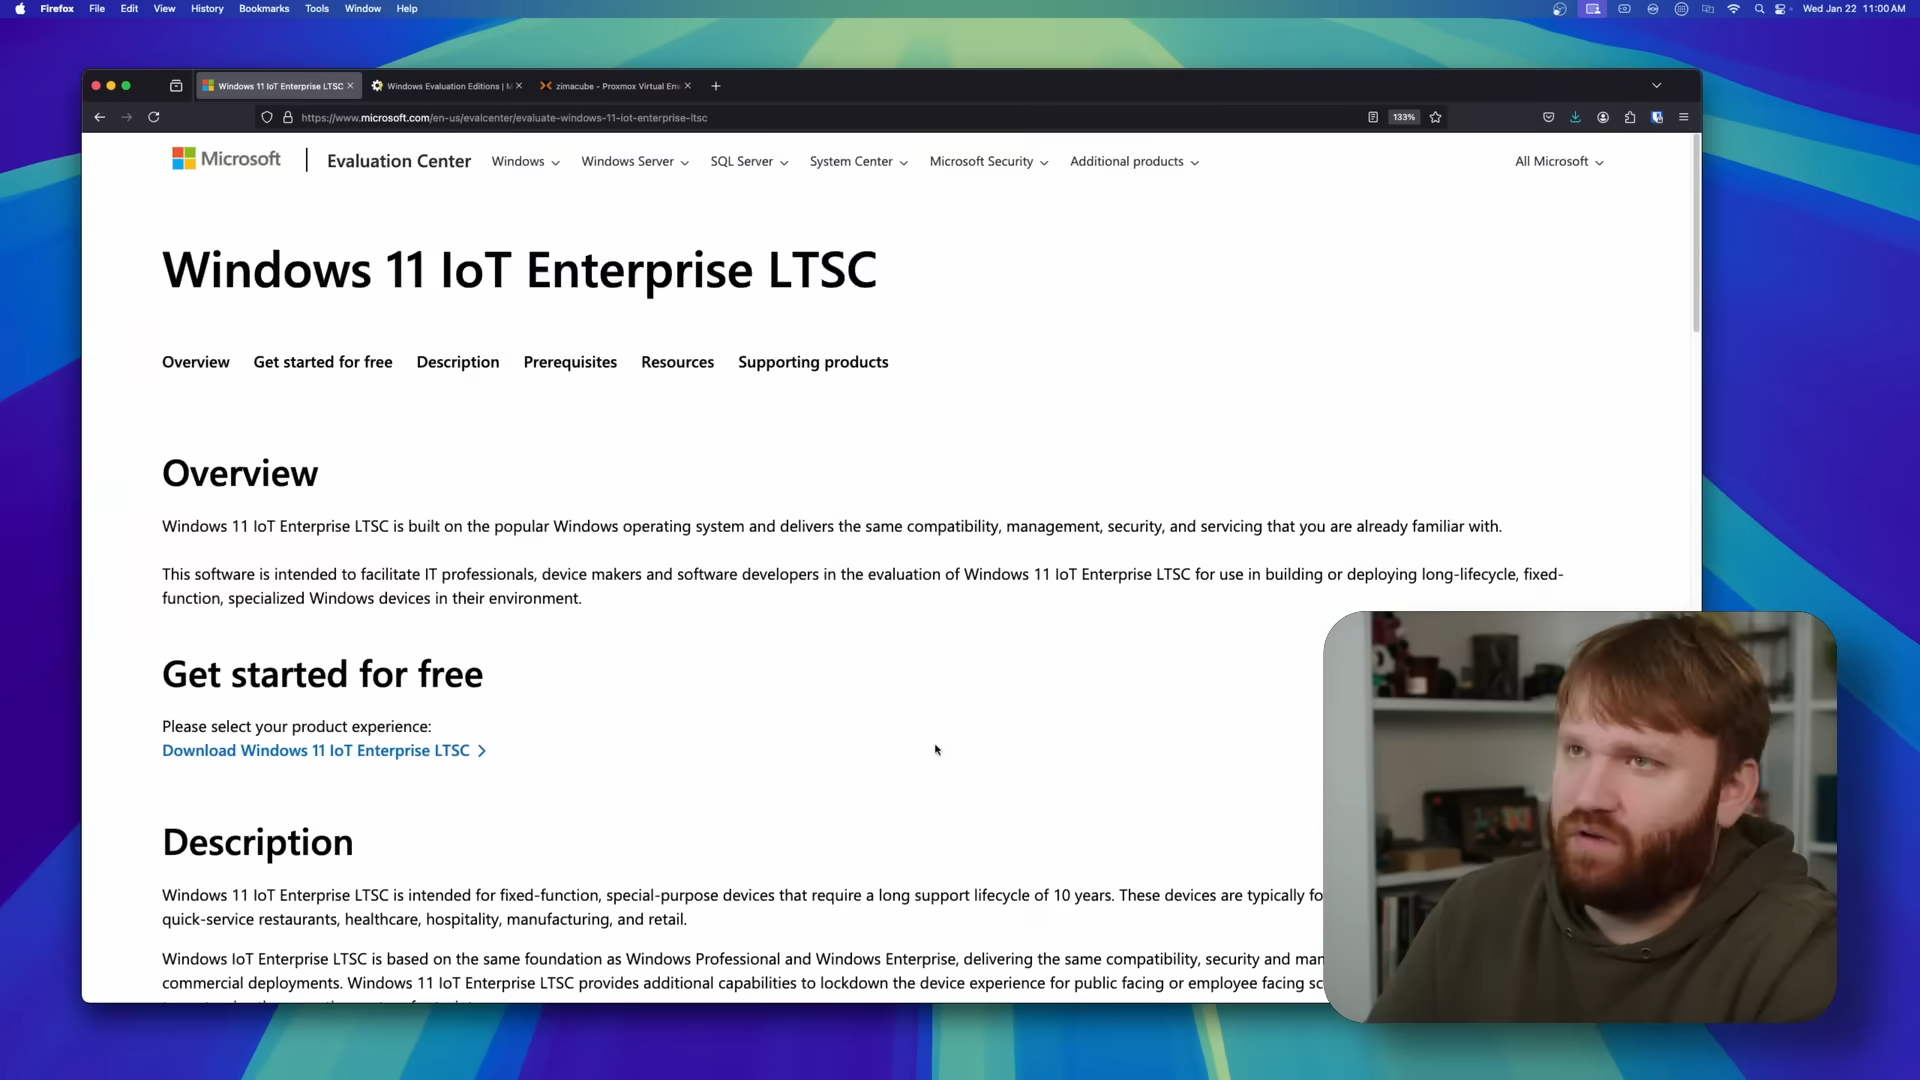 Firefox File Edit View History Bookmarks Tools Window Help
Wed Jan 22 11:00 AM
Windows 11 IoT Enterprise LTSC
Windows Evaluation Editions | M
zimacube - Proxmox Virtual Env
https://www.microsoft.com/en-us/evalcenter/evaluate-windows-11-iot-enterprise-ltsc
133%
Microsoft
Evaluation Center
Windows
Windows Server
SQL Server
System Center
Microsoft Security
Additional products
All Microsoft
Windows 11 IoT Enterprise LTSC
Overview Get started for free Description Prerequisites Resources Supporting products
Overview
Windows 11 IoT Enterprise LTSC is built on the popular Windows operating system and delivers the same compatibility, management, security, and servicing that you are already familiar with.
This software is intended to facilitate IT professionals, device makers and software developers in the evaluation of Windows 11 IoT Enterprise LTSC for use in building or deploying long-lifecycle, fixed-
function, specialized Windows devices in their environment.
Get started for free
Please select your product experience:
Download Windows 11 IoT Enterprise LTSC
Description
Windows 11 IoT Enterprise LTSC is intended for fixed-function, special-purpose devices that require a long support lifecycle of 10 years. These devices are typically fo
quick-service restaurants, healthcare, hospitality, manufacturing, and retail.
Windows IoT Enterprise LTSC is based on the same foundation as Windows Professional and Windows Enterprise, delivering the same compatibility, security and man
commercial deployments. Windows 11 IoT Enterprise LTSC provides additional capabilities to lockdown the device experience for public facing or employee facing sc